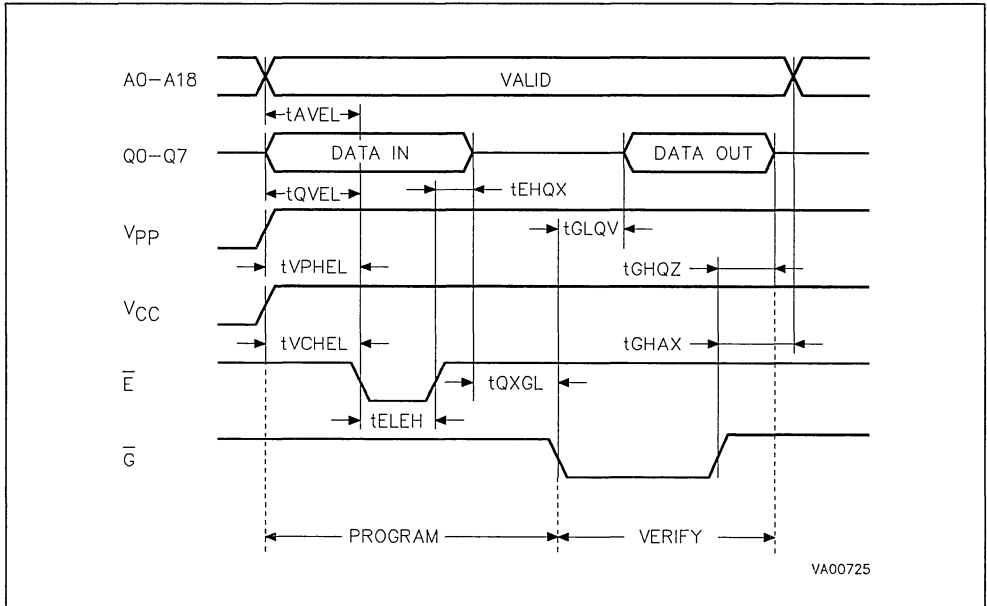 A0-A18
VALID
tAVEL
Q0-Q7
DATA IN
DATA OUT
tQVEL
tEHQX
VPP
tGLQV
tVPHEL
tGHQZ
VCC
tVCHEL
tGHAX
E
tQXGL
tELEH
G
PROGRAM
VERIFY
VA00725